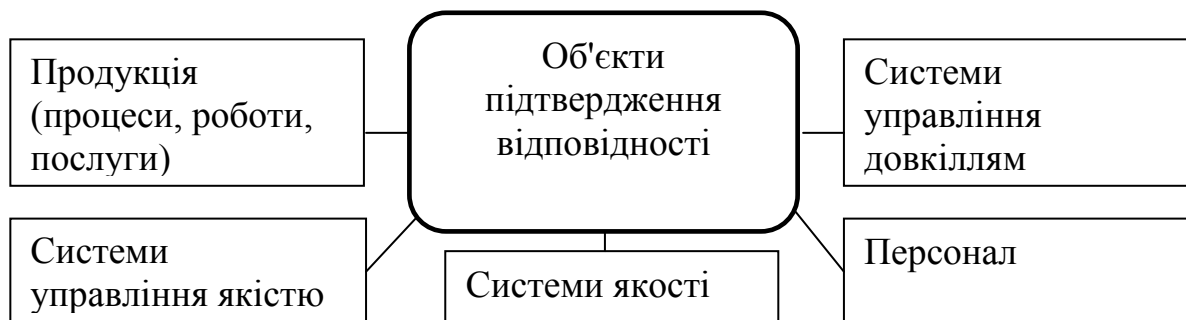 Об'єкти
підтвердження
відповідності
Продукція
(процеси, роботи,
послуги)
Системи
управління
довкіллям
Системи
управління якістю
Системи якості
Персонал